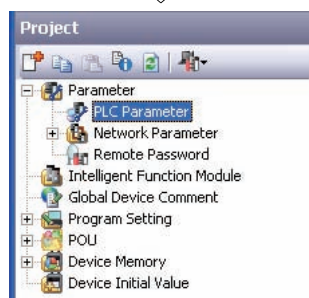 Project
Parameter
PLC Parameter
Network Parameter
Remote Password
Intelligent Function Module
Global Device Comment
Program Setting
POU
Device Memory
Device Initial Value